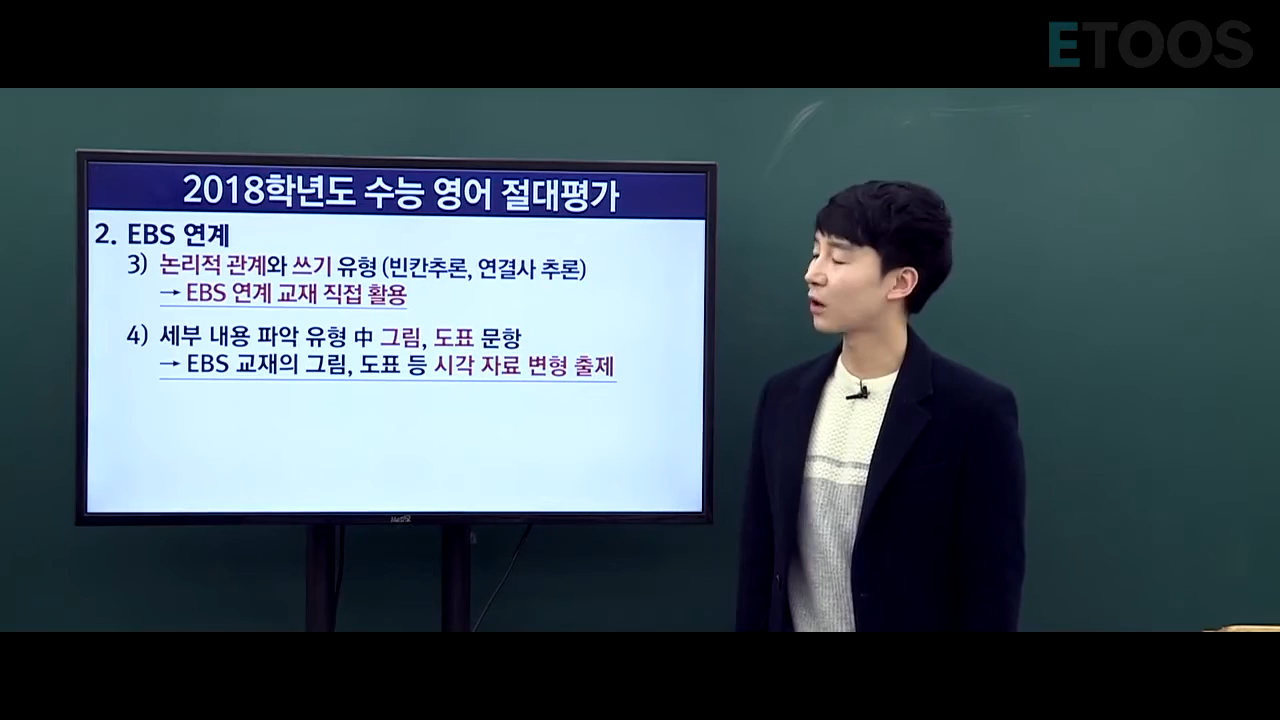 ETOOS
2018학년도 수능 영어 절대평가
2. EBS 연계
3) 논리적 관계와 쓰기 유형 (빈칸추론, 연결사 추론)
→ EBS 연계 교재 직접 활용
4) 세부 내용 파악 유형 中 그림, 도표 문항
→ EBS 교재의 그림, 도표 등 시각 자료 변형 출제